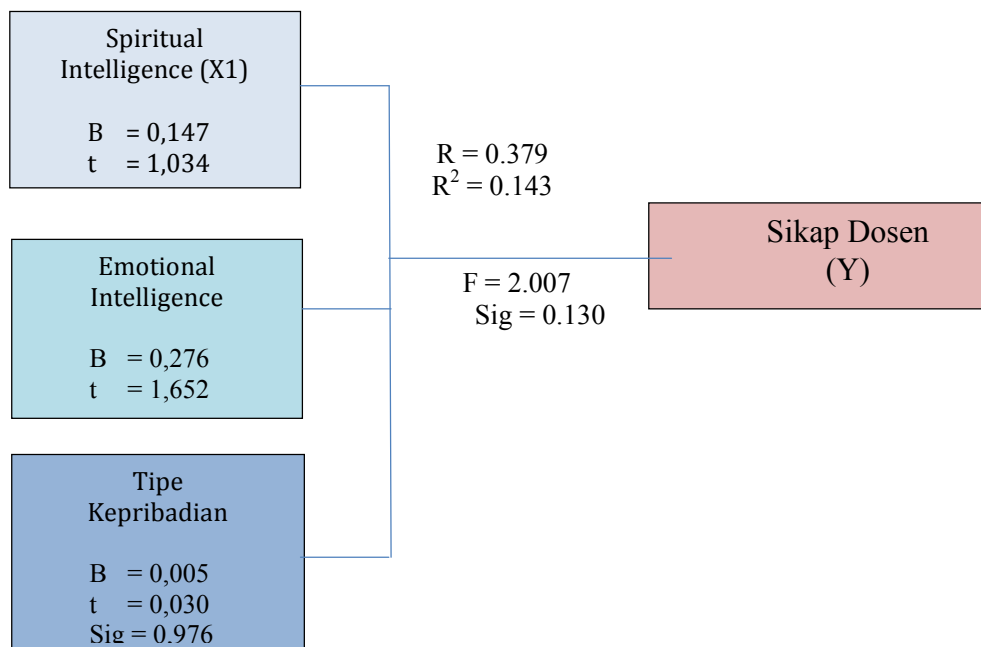 Spiritual
Intelligence (X1)
B = 0,147
t = 1,034
Emotional
Intelligence
B = 0,276
t = 1,652
Tipe
Kepribadian
B = 0,005
t = 0,030
Sig = 0.976
R = 0.379
R² = 0.143
F = 2.007
Sig = 0.130
Sikap Dosen
(Y)